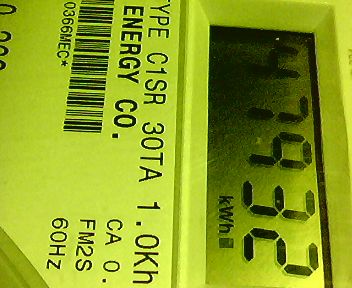 47932
kWh
TYPE C1SR 30TA 1.0Kh
ENERGY CO. CA 0.
FM2S
0366MEC* 60Hz